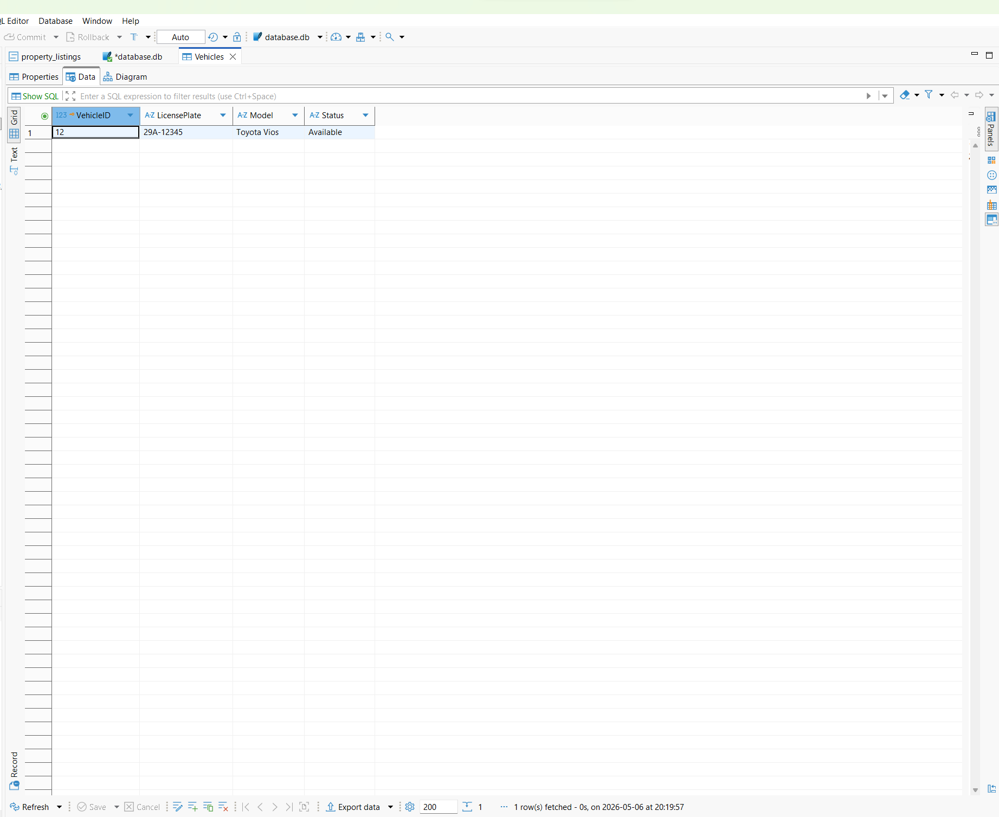 QL Editor Database Window Help
Commit Rollback Auto database.db
property_listings *database.db Vehicles
Properties Data Diagram
Show SQL Enter a SQL expression to filter results (use Ctrl+Space)
Grid
Text
Record
Panels
123 VehicleID A-Z LicensePlate A-Z Model A-Z Status
1 12 29A-12345 Toyota Vios Available
Refresh Save Cancel Export data 200 1 ··· 1 row(s) fetched - 0s, on 2026-05-06 at 20:19:57